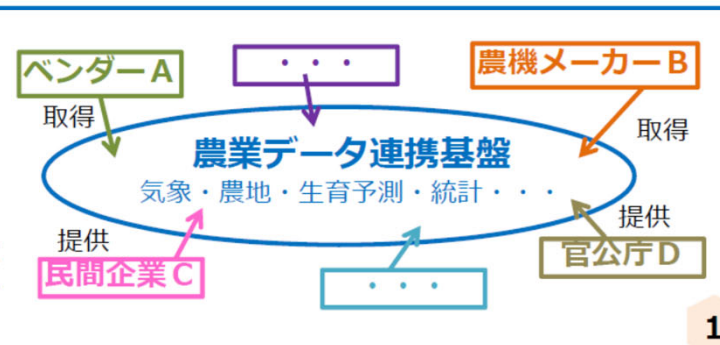 ベンダーA
・・・
農機メーカーB
取得
取得
農業データ連携基盤
気象・農地・生育予測・統計・・・
提供
提供
民間企業C
・・・
官公庁D
1